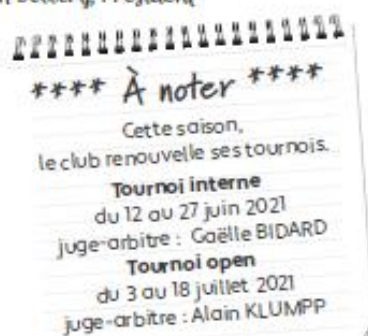 Président
**** À noter ****
Cette saison,
le club renouvelle ses tournois.
Tournoi interne
du 12 au 27 juin 2021
juge-arbitre : Gaëlle BIDARD
Tournoi open
du 3 au 18 juillet 2021
juge-arbitre : Alain KLUMPP